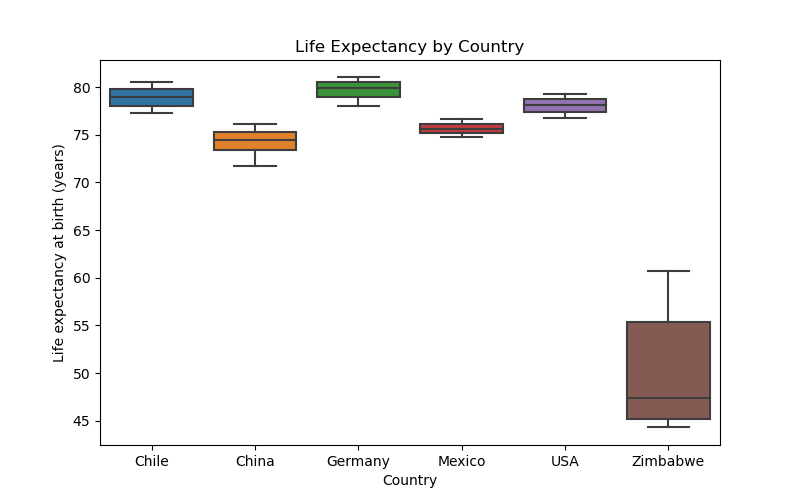 Life Expectancy by Country
Life expectancy at birth (years)
80
75
70
65
60
55
50
45
Chile China Germany Mexico USA Zimbabwe
Country